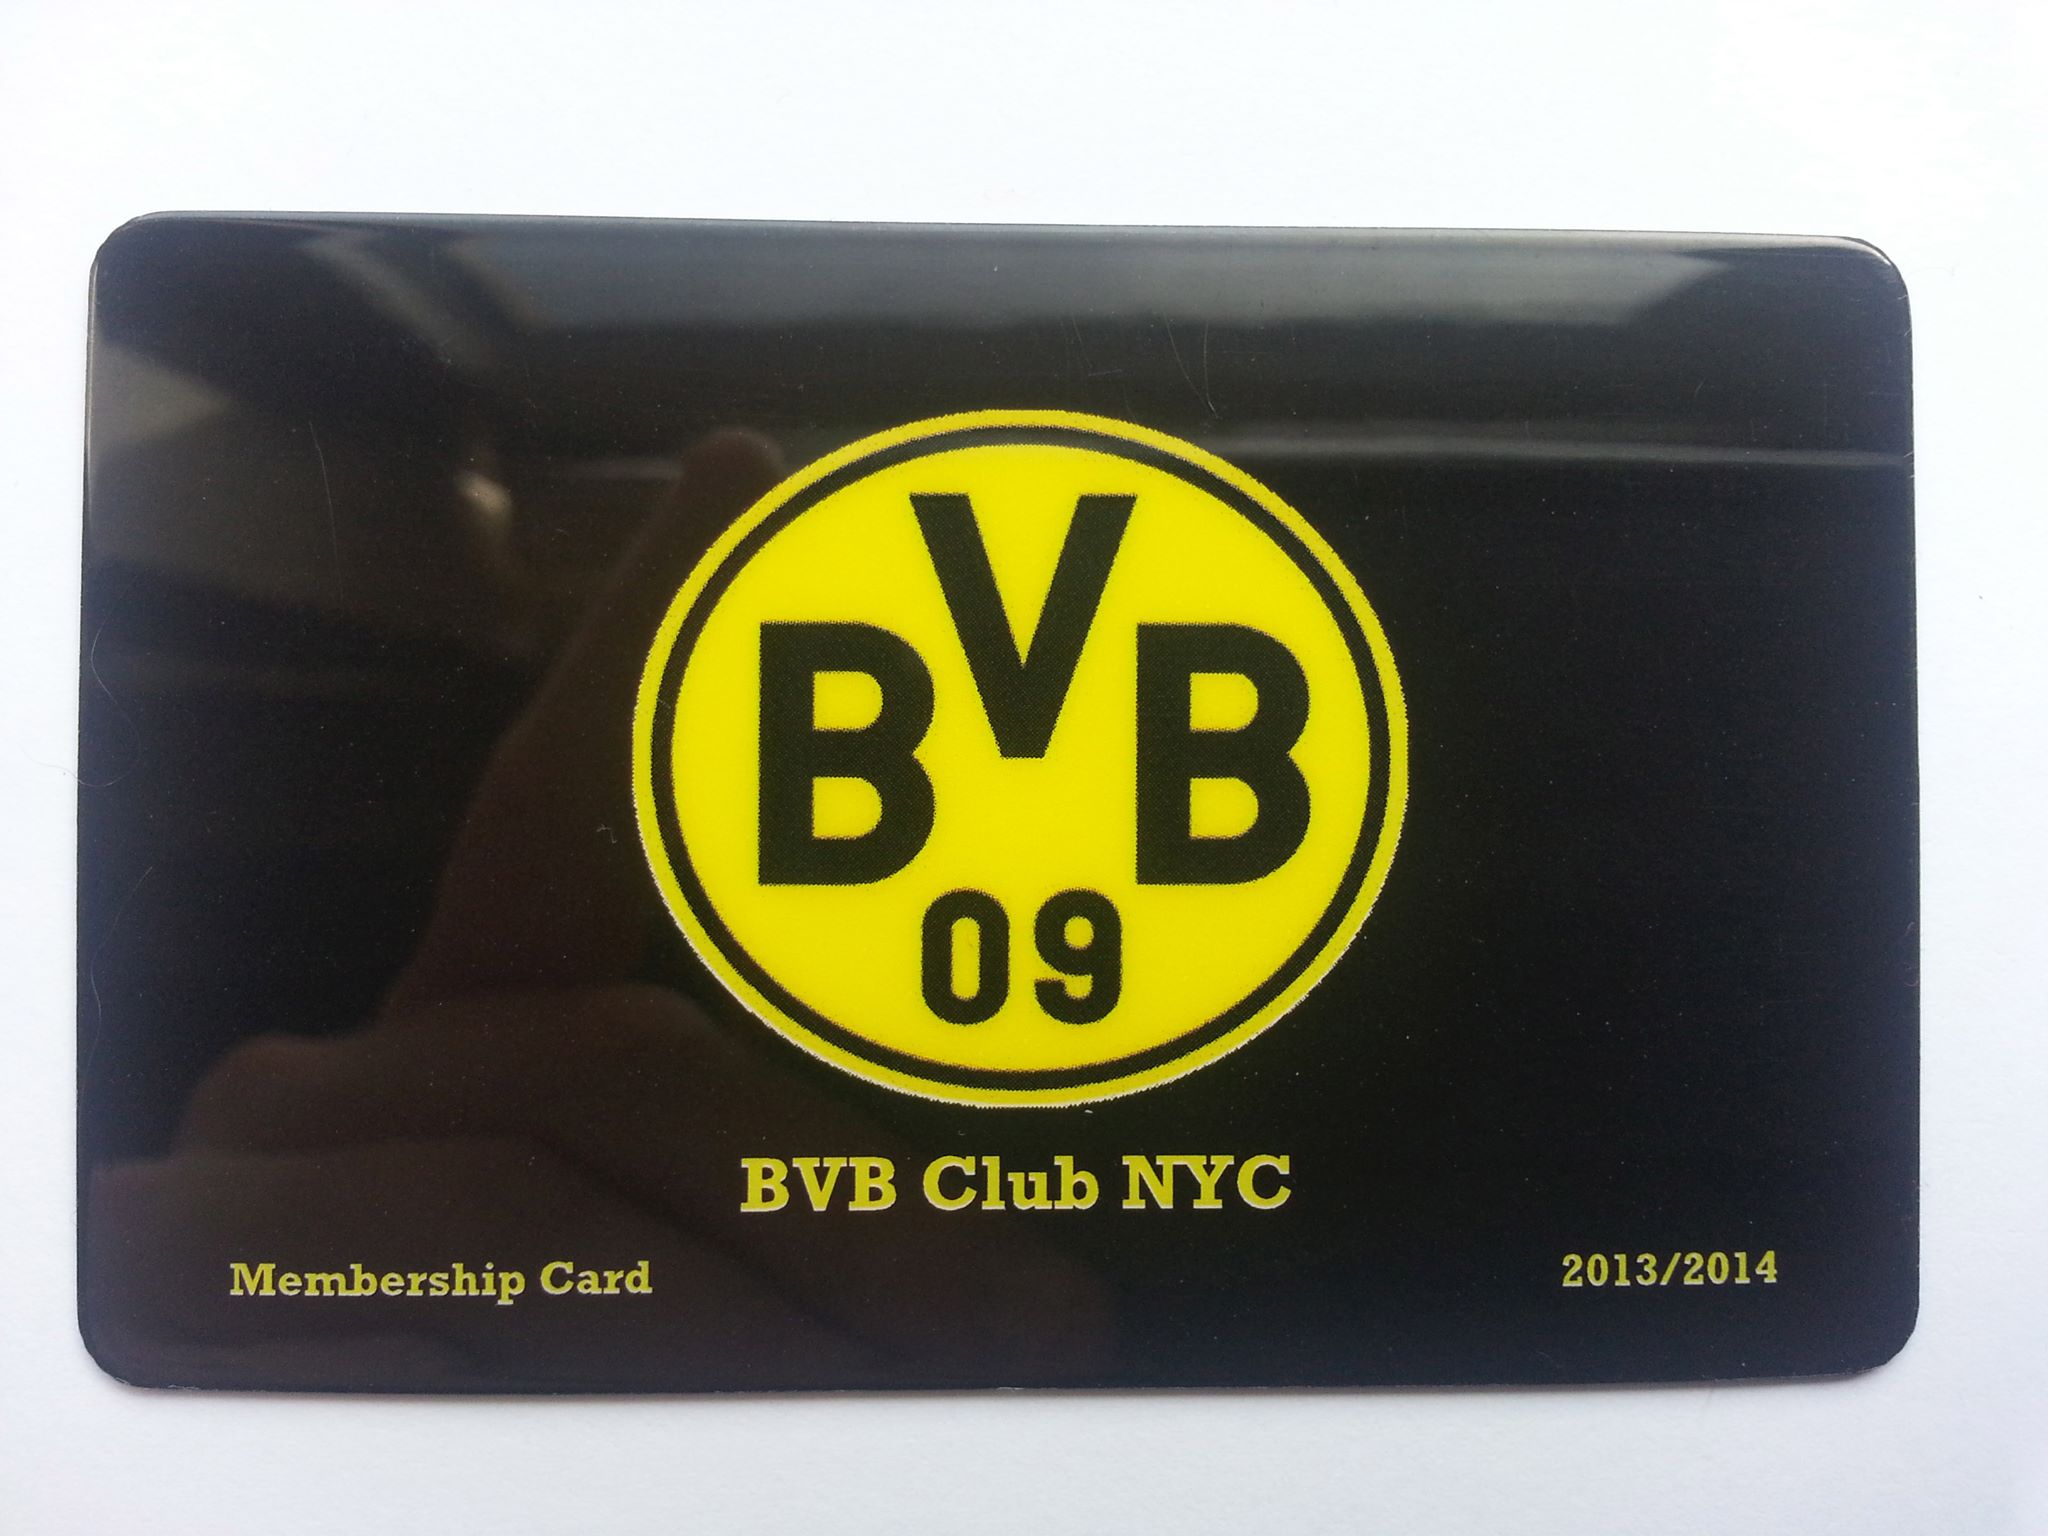 BVB
09
BVB Club NYC
Membership Card
2013/2014